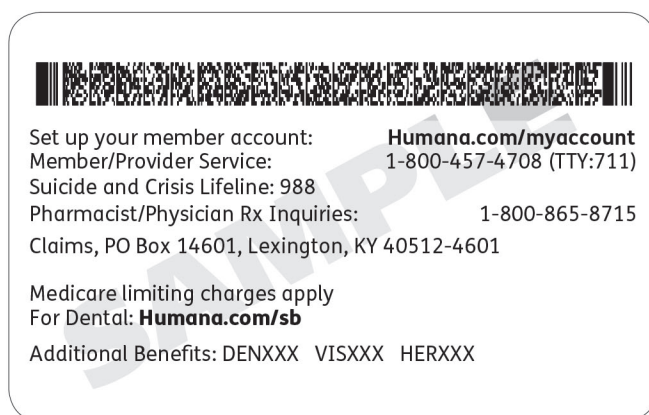 Set up your member account: Humana.com/myaccount
Member/Provider Service: 1-800-457-4708 (TTY:711)
Suicide and Crisis Lifeline: 988
Pharmacist/Physician Rx Inquiries: 1-800-865-8715
Claims, PO Box 14601, Lexington, KY 40512-4601
Medicare limiting charges apply
For Dental: Humana.com/sb
Additional Benefits: DENXXX VISXXX HERXXX
SAMPLE